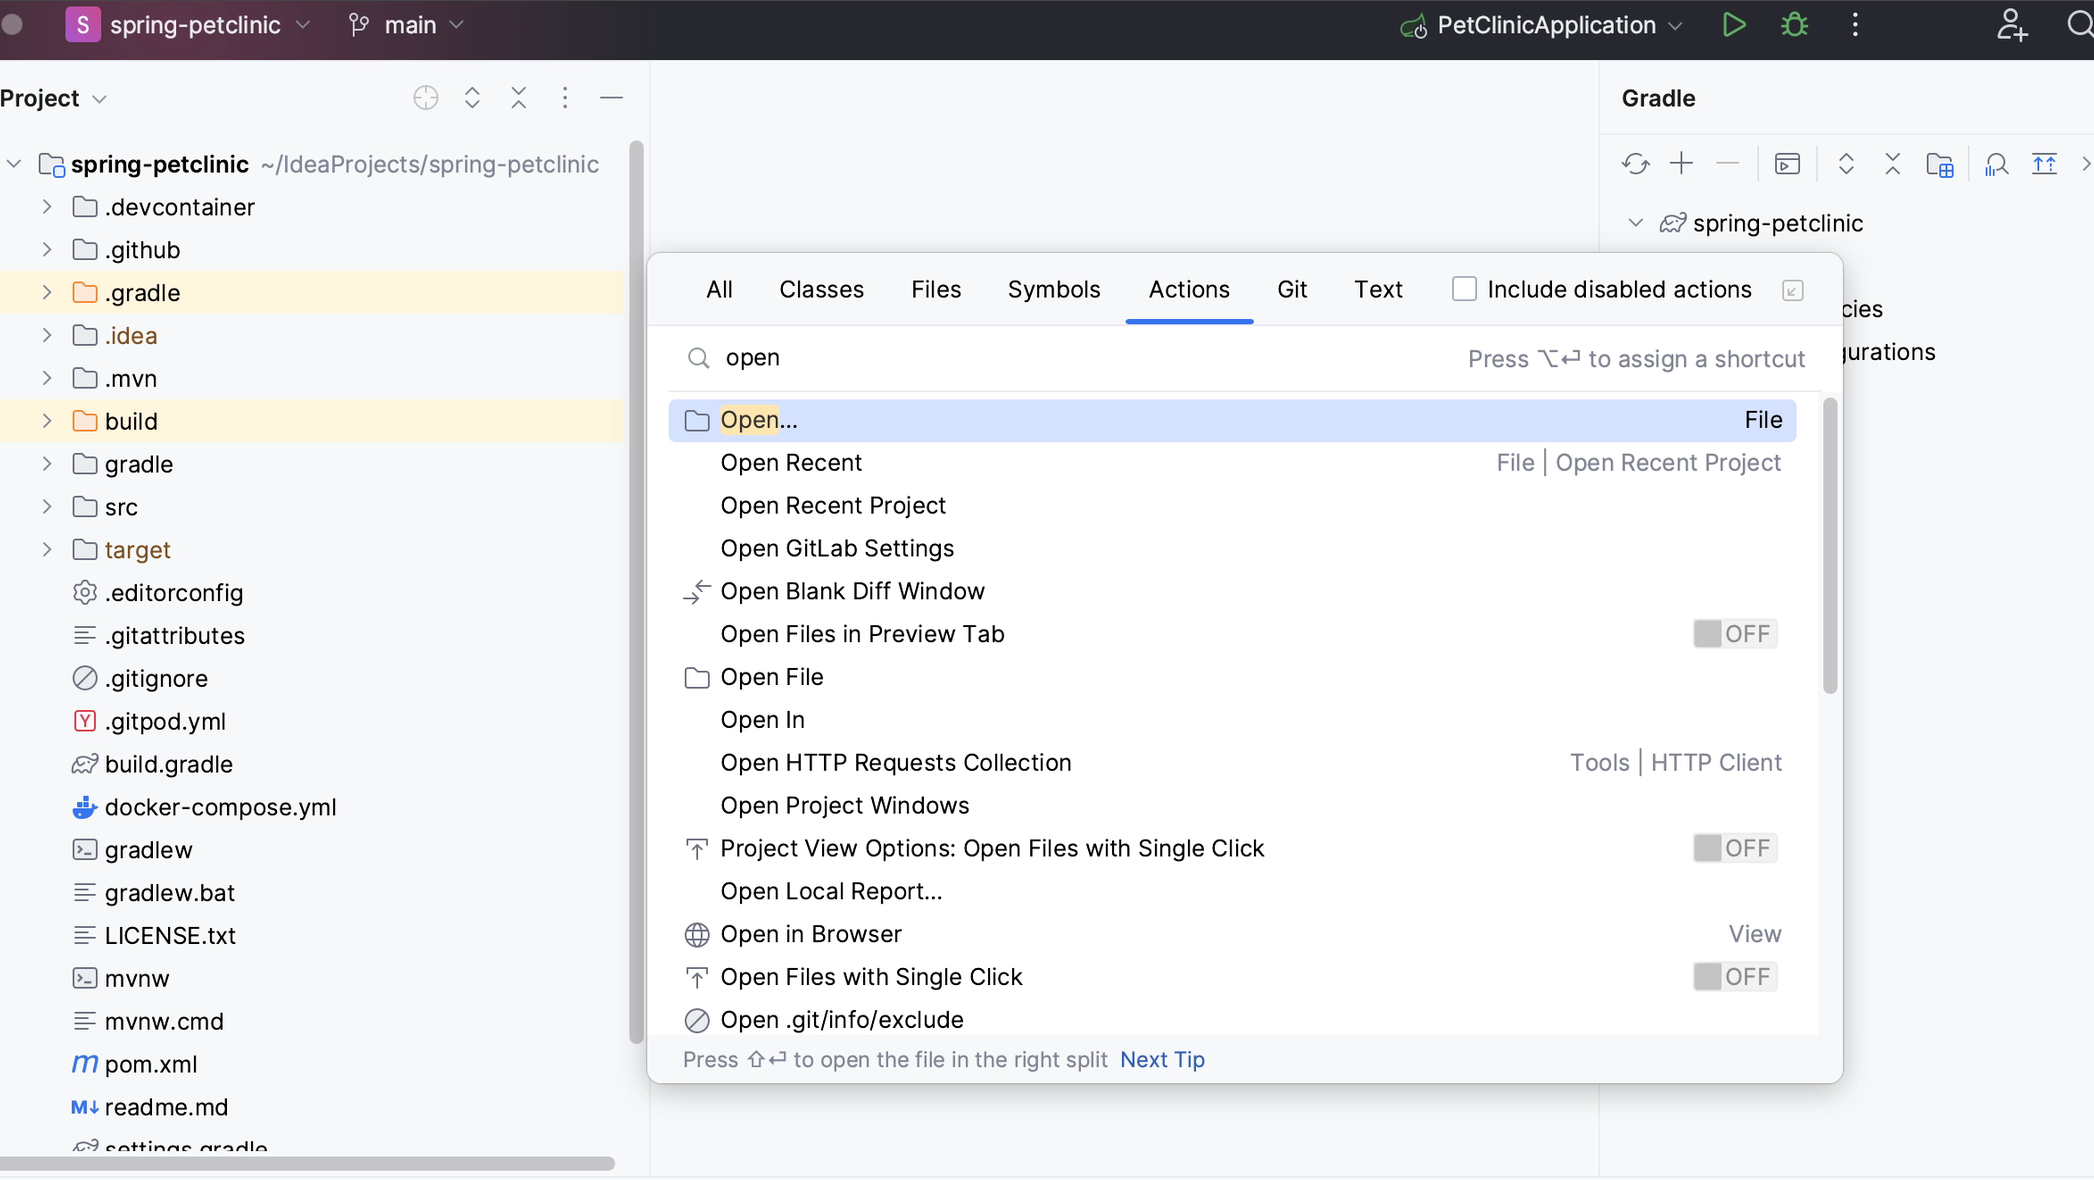 S spring-petclinic main PetClinicApplication
Project
spring-petclinic ~/IdeaProjects/spring-petclinic
.devcontainer
.github
.gradle
.idea
.mvn
build
gradle
src
target
.editorconfig
.gitattributes
.gitignore
Y .gitpod.yml
build.gradle
docker-compose.yml
gradlew
gradlew.bat
LICENSE.txt
mvnw
mvnw.cmd
m pom.xml
M↓ readme.md
settings.gradle
All Classes Files Symbols Actions Git Text Include disabled actions
open Press ⌥⏎ to assign a shortcut
Open... File
Open Recent File | Open Recent Project
Open Recent Project
Open GitLab Settings
Open Blank Diff Window
Open Files in Preview Tab OFF
Open File
Open In
Open HTTP Requests Collection Tools | HTTP Client
Open Project Windows
Project View Options: Open Files with Single Click OFF
Open Local Report...
Open in Browser View
Open Files with Single Click OFF
Open .git/info/exclude
Press ⇧⏎ to open the file in the right split Next Tip
Gradle
spring-petclinic
cies
gurations